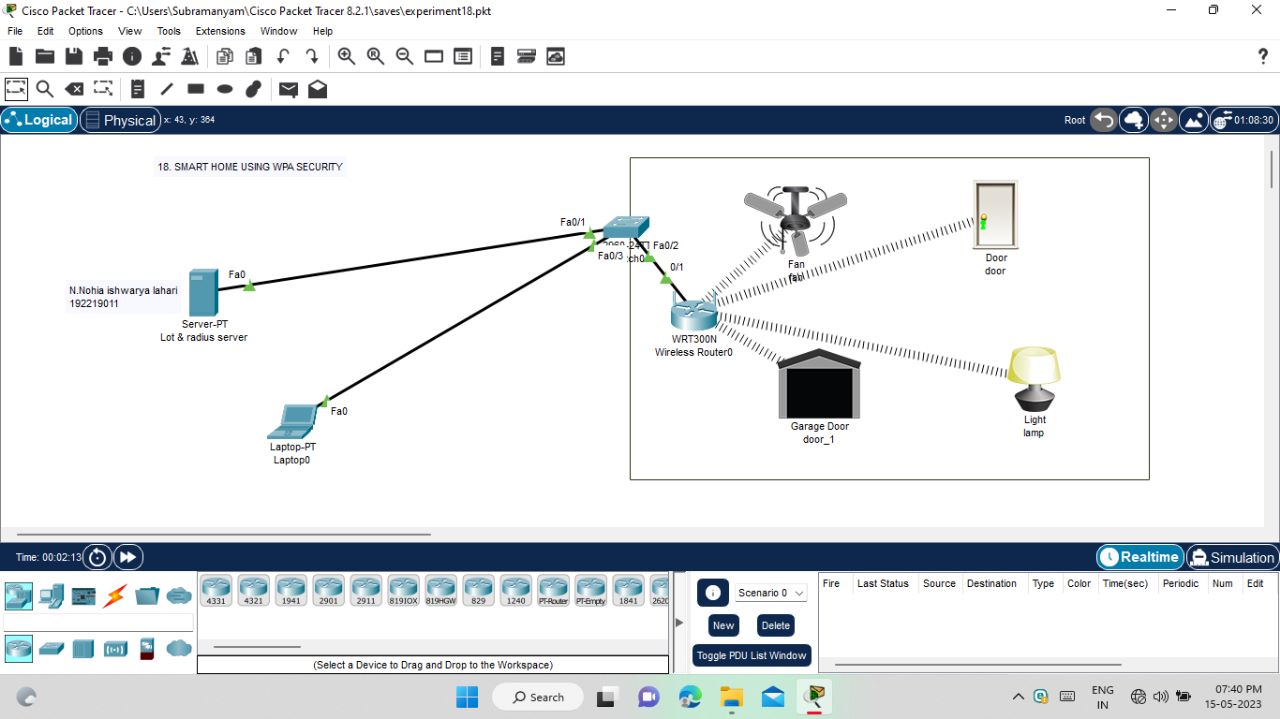 Cisco Packet Tracer - C:\Users\Subramanyam\Cisco Packet Tracer 8.2.1\saves\experiment18.pkt
File Edit Options View Tools Extensions Window Help
?
Logical Physical x: 43, y: 364 Root 01:08:30
18. SMART HOME USING WPA SECURITY
Fa0/1
Fa0/2
Fa0/3
0/1
Fan
fan
Door
door
Fa0
N.Nohia ishwarya lahari
192219011
Server-PT
Lot & radius server
WRT300N
Wireless Router0
Fa0
Laptop-PT
Laptop0
Garage Door
door_1
Light
lamp
Time: 00:02:13 Realtime Simulation
4331 4321 1941 2901 2911 819IOX 819HGW 829 1240 PT-Router PT-Empty 1841 2620
(Select a Device to Drag and Drop to the Workspace)
Scenario 0
New Delete
Toggle PDU List Window
Fire Last Status Source Destination Type Color Time(sec) Periodic Num Edit
Search
ENG
IN
07:40 PM
15-05-2023